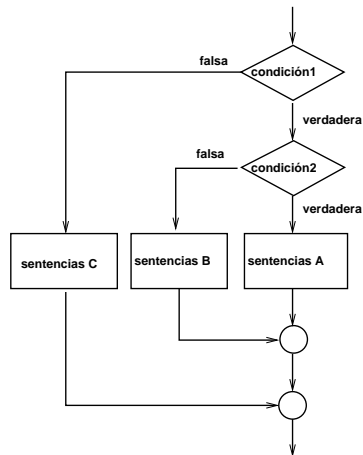 falsa
condición1
verdadera
falsa
condición2
verdadera
sentencias C
sentencias B
sentencias A